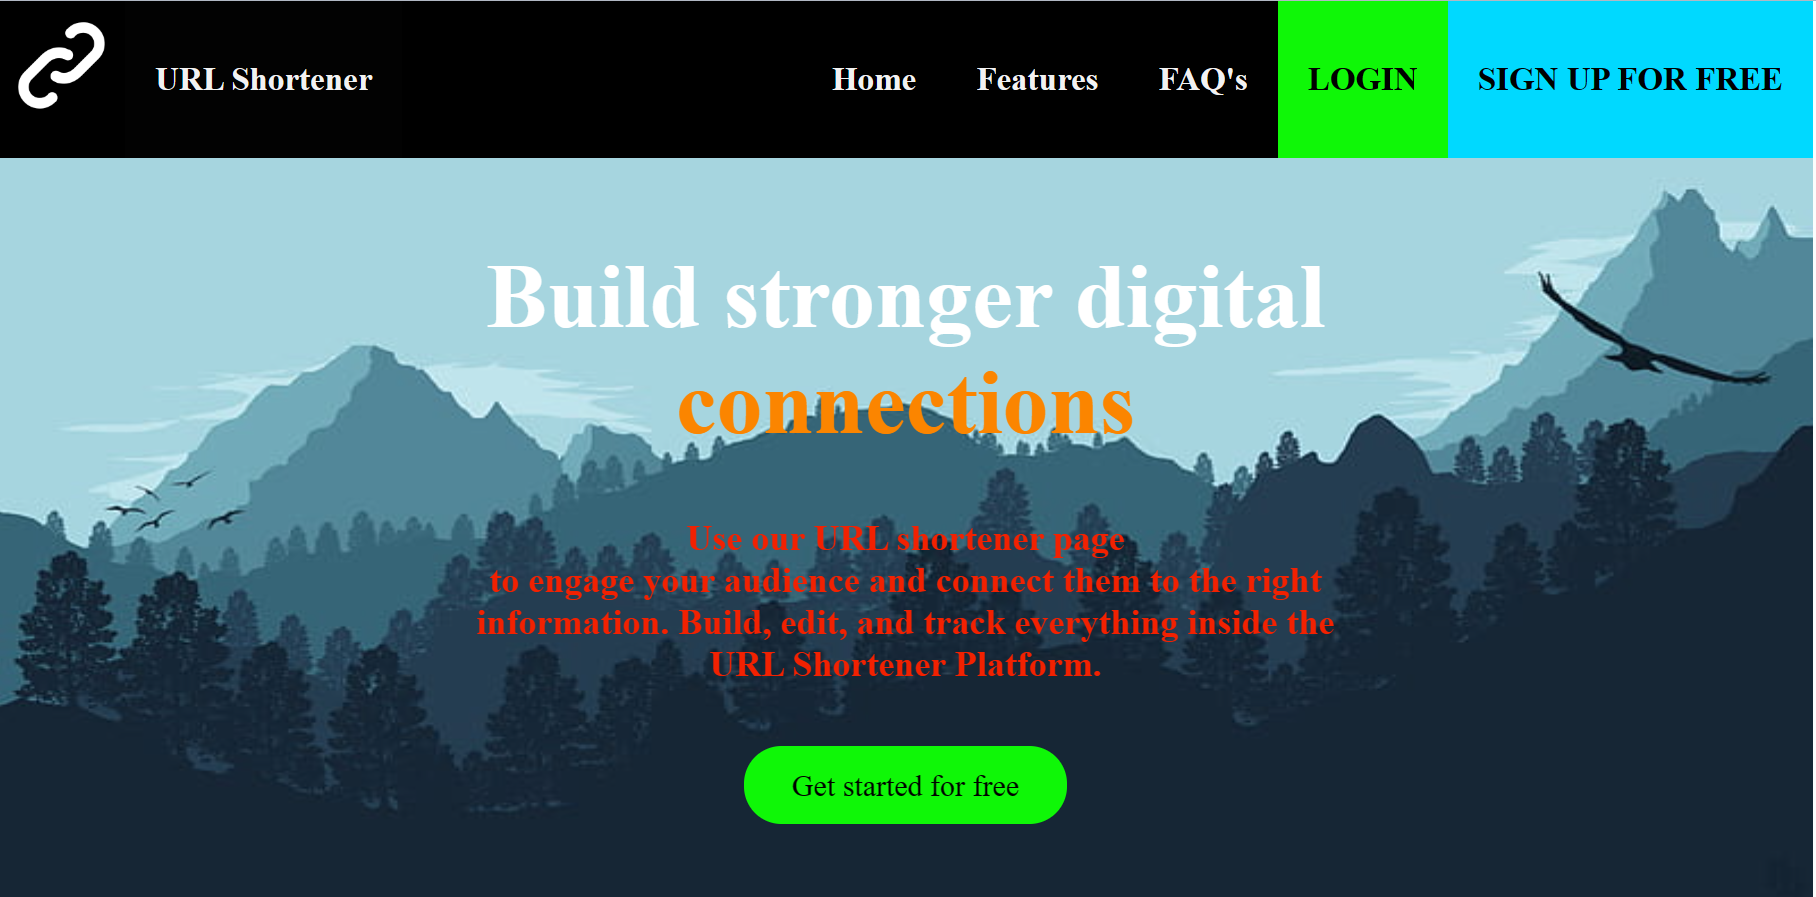 URL Shortener
Home
Features
FAQ's
LOGIN
SIGN UP FOR FREE
Build stronger digital
connections
Use our URL shortener page
to engage your audience and connect them to the right
information. Build, edit, and track everything inside the
URL Shortener Platform.
Get started for free